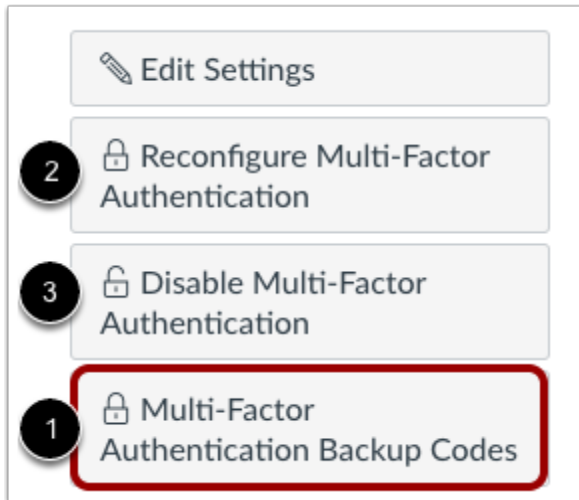 Edit Settings
2
Reconfigure Multi-Factor
Authentication
3
Disable Multi-Factor
Authentication
1
Multi-Factor
Authentication Backup Codes